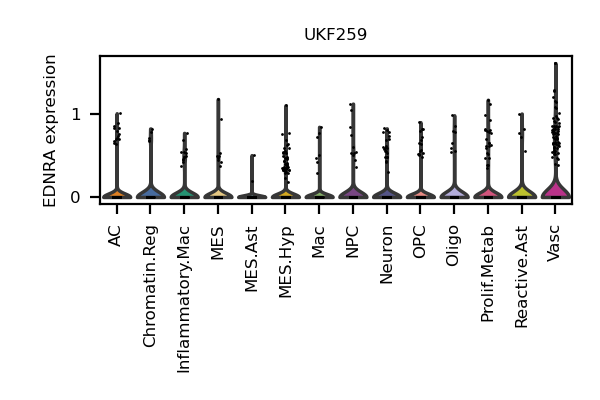 UKF259
EDNRA expression
1
0
AC
Chromatin.Reg
Inflammatory.Mac
MES
MES.Ast
MES.Hyp
Mac
NPC
Neuron
OPC
Oligo
Prolif.Metab
Reactive.Ast
Vasc